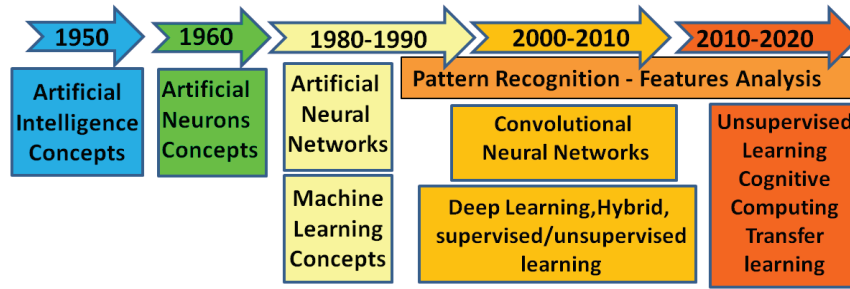 1950
1960
1980-1990
2000-2010
2010-2020
Pattern Recognition - Features Analysis
Artificial
Intelligence
Concepts
Artificial
Neurons
Concepts
Artificial
Neural
Networks
Machine
Learning
Concepts
Convolutional
Neural Networks
Deep Learning,Hybrid,
supervised/unsupervised
learning
Unsupervised
Learning
Cognitive
Computing
Transfer
learning